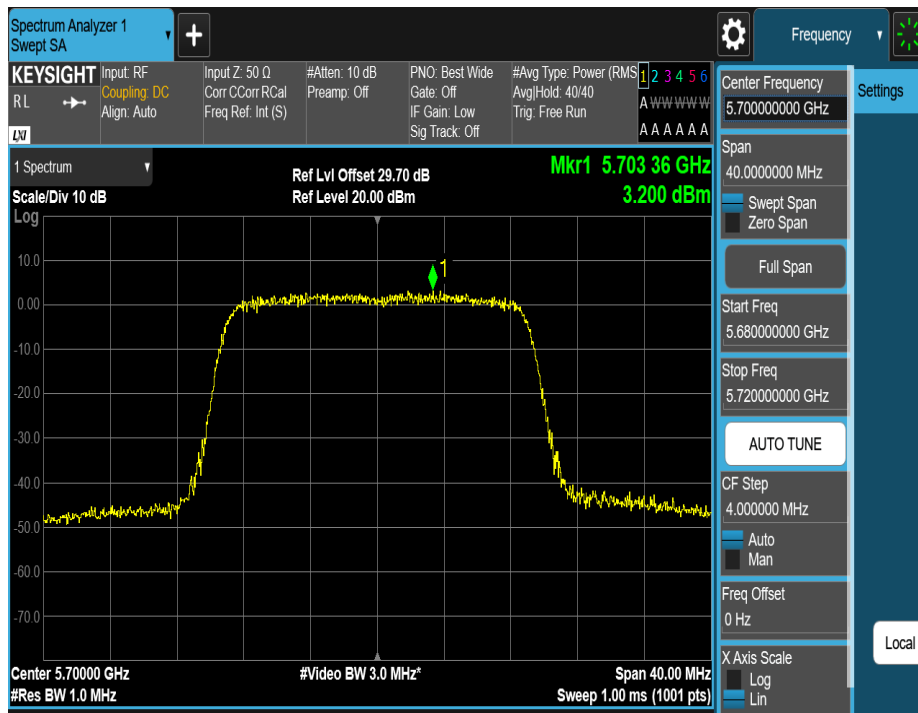 Spectrum Analyzer 1
Swept SA
+
Frequency
KEYSIGHT
RL
LXI
Input: RF
Coupling: DC
Align: Auto
Input Z: 50 Ω
Corr CCorr RCal
Freq Ref: Int (S)
#Atten: 10 dB
Preamp: Off
PNO: Best Wide
Gate: Off
IF Gain: Low
Sig Track: Off
#Avg Type: Power (RMS
Avg|Hold: 40/40
Trig: Free Run
1 2 3 4 5 6
A W W W W W
A A A A A A
1 Spectrum
Scale/Div 10 dB
Log
Ref Lvl Offset 29.70 dB
Ref Level 20.00 dBm
Mkr1 5.703 36 GHz
3.200 dBm
1
10.0
0.00
-10.0
-20.0
-30.0
-40.0
-50.0
-60.0
-70.0
Center 5.70000 GHz
#Res BW 1.0 MHz
#Video BW 3.0 MHz*
Span 40.00 MHz
Sweep 1.00 ms (1001 pts)
Center Frequency
5.700000000 GHz
Span
40.0000000 MHz
Swept Span
Zero Span
Full Span
Start Freq
5.680000000 GHz
Stop Freq
5.720000000 GHz
AUTO TUNE
CF Step
4.000000 MHz
Auto
Man
Freq Offset
0 Hz
X Axis Scale
Log
Lin
Settings
Local